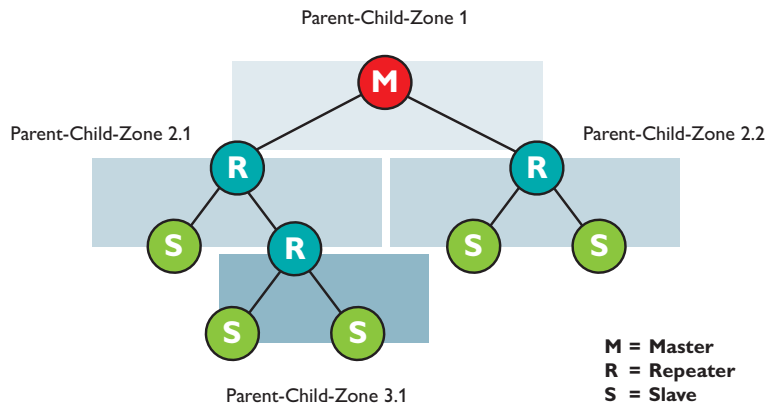 Parent-Child-Zone 1
M
Parent-Child-Zone 2.1
Parent-Child-Zone 2.2
R
R
S
R
S
S
S
S
M = Master
R = Repeater
S = Slave
Parent-Child-Zone 3.1